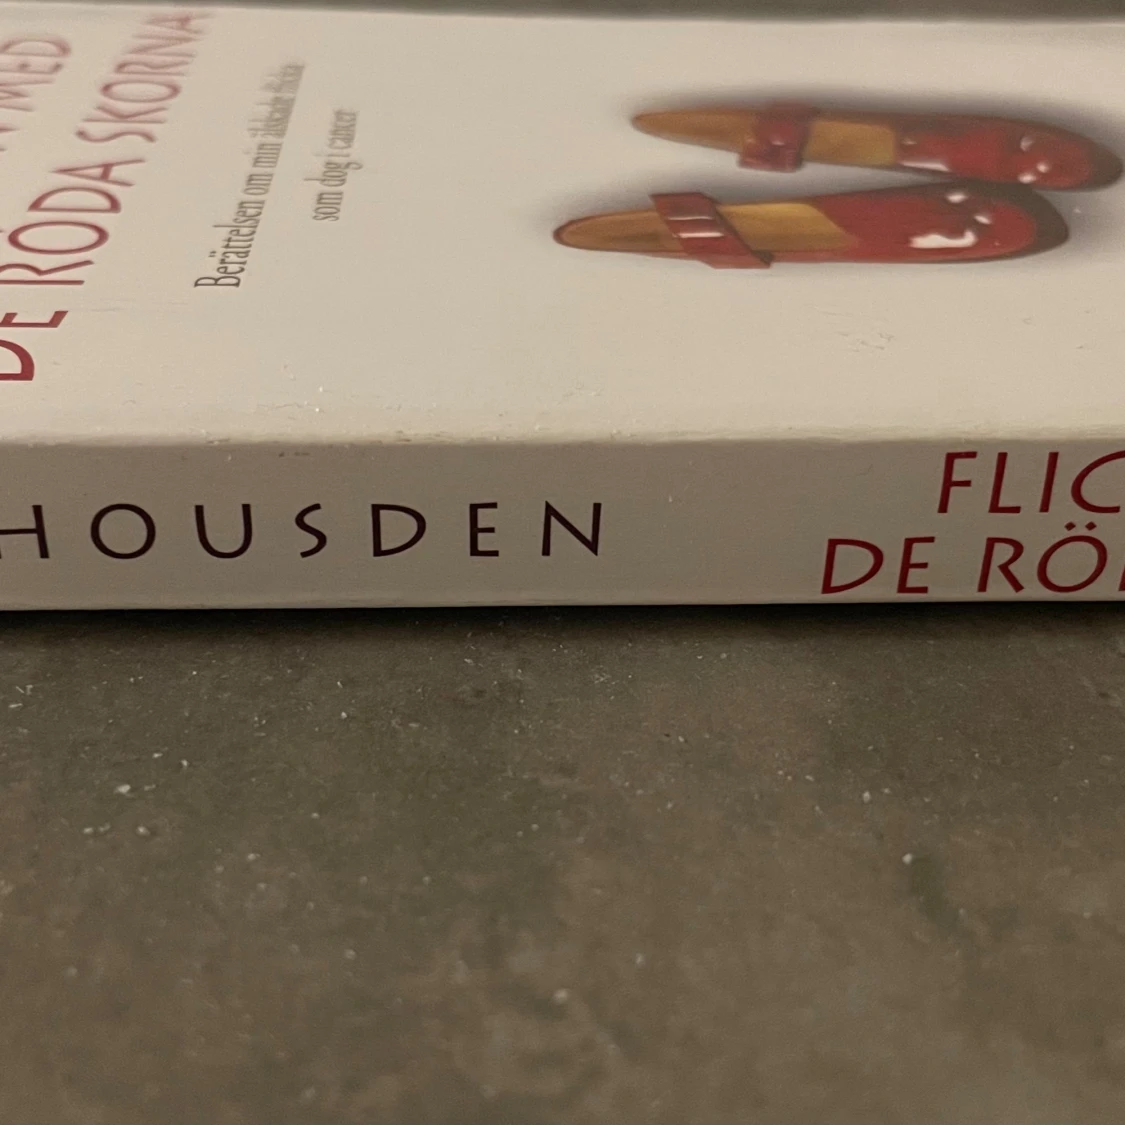 MED
DE RÖDA SKORNA
Berättelsen om min älskade flicka
som dog i cancer
HOUSDEN
FLIC
DE RÖ